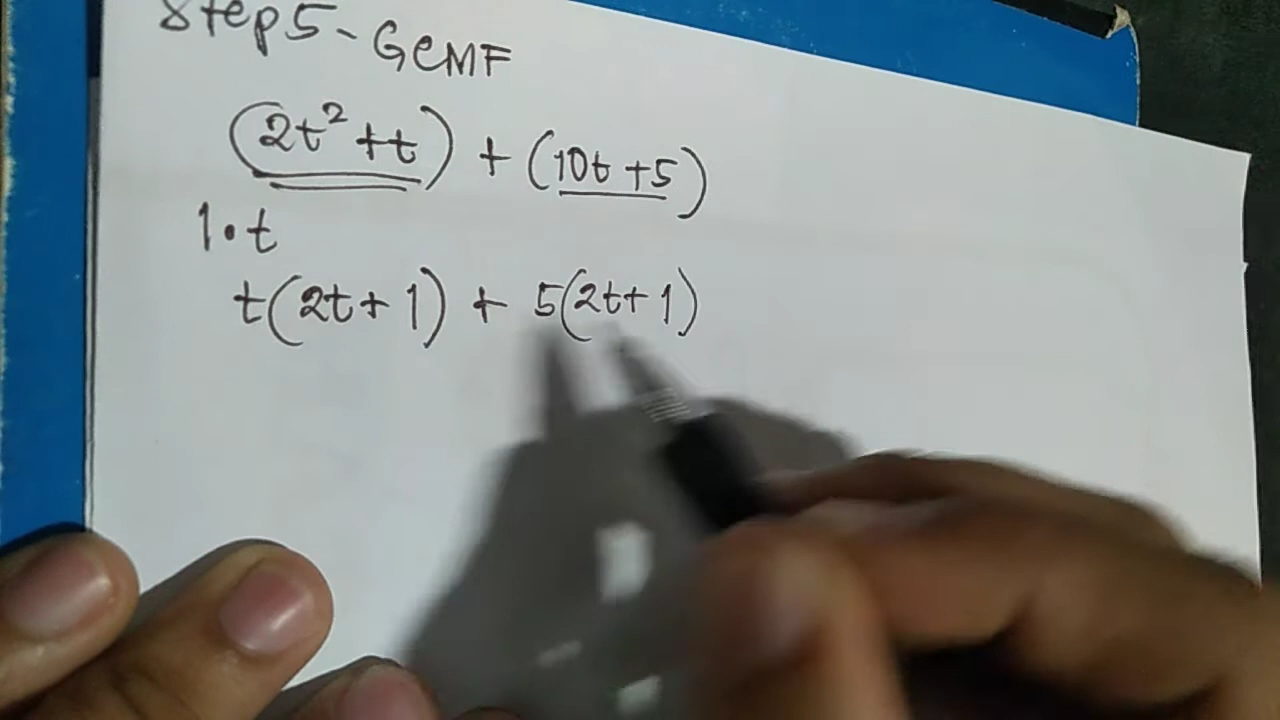 Step 5 - GCMF
(2t² + t) + (10t + 5)
1•t
t(2t + 1) + 5(2t + 1)